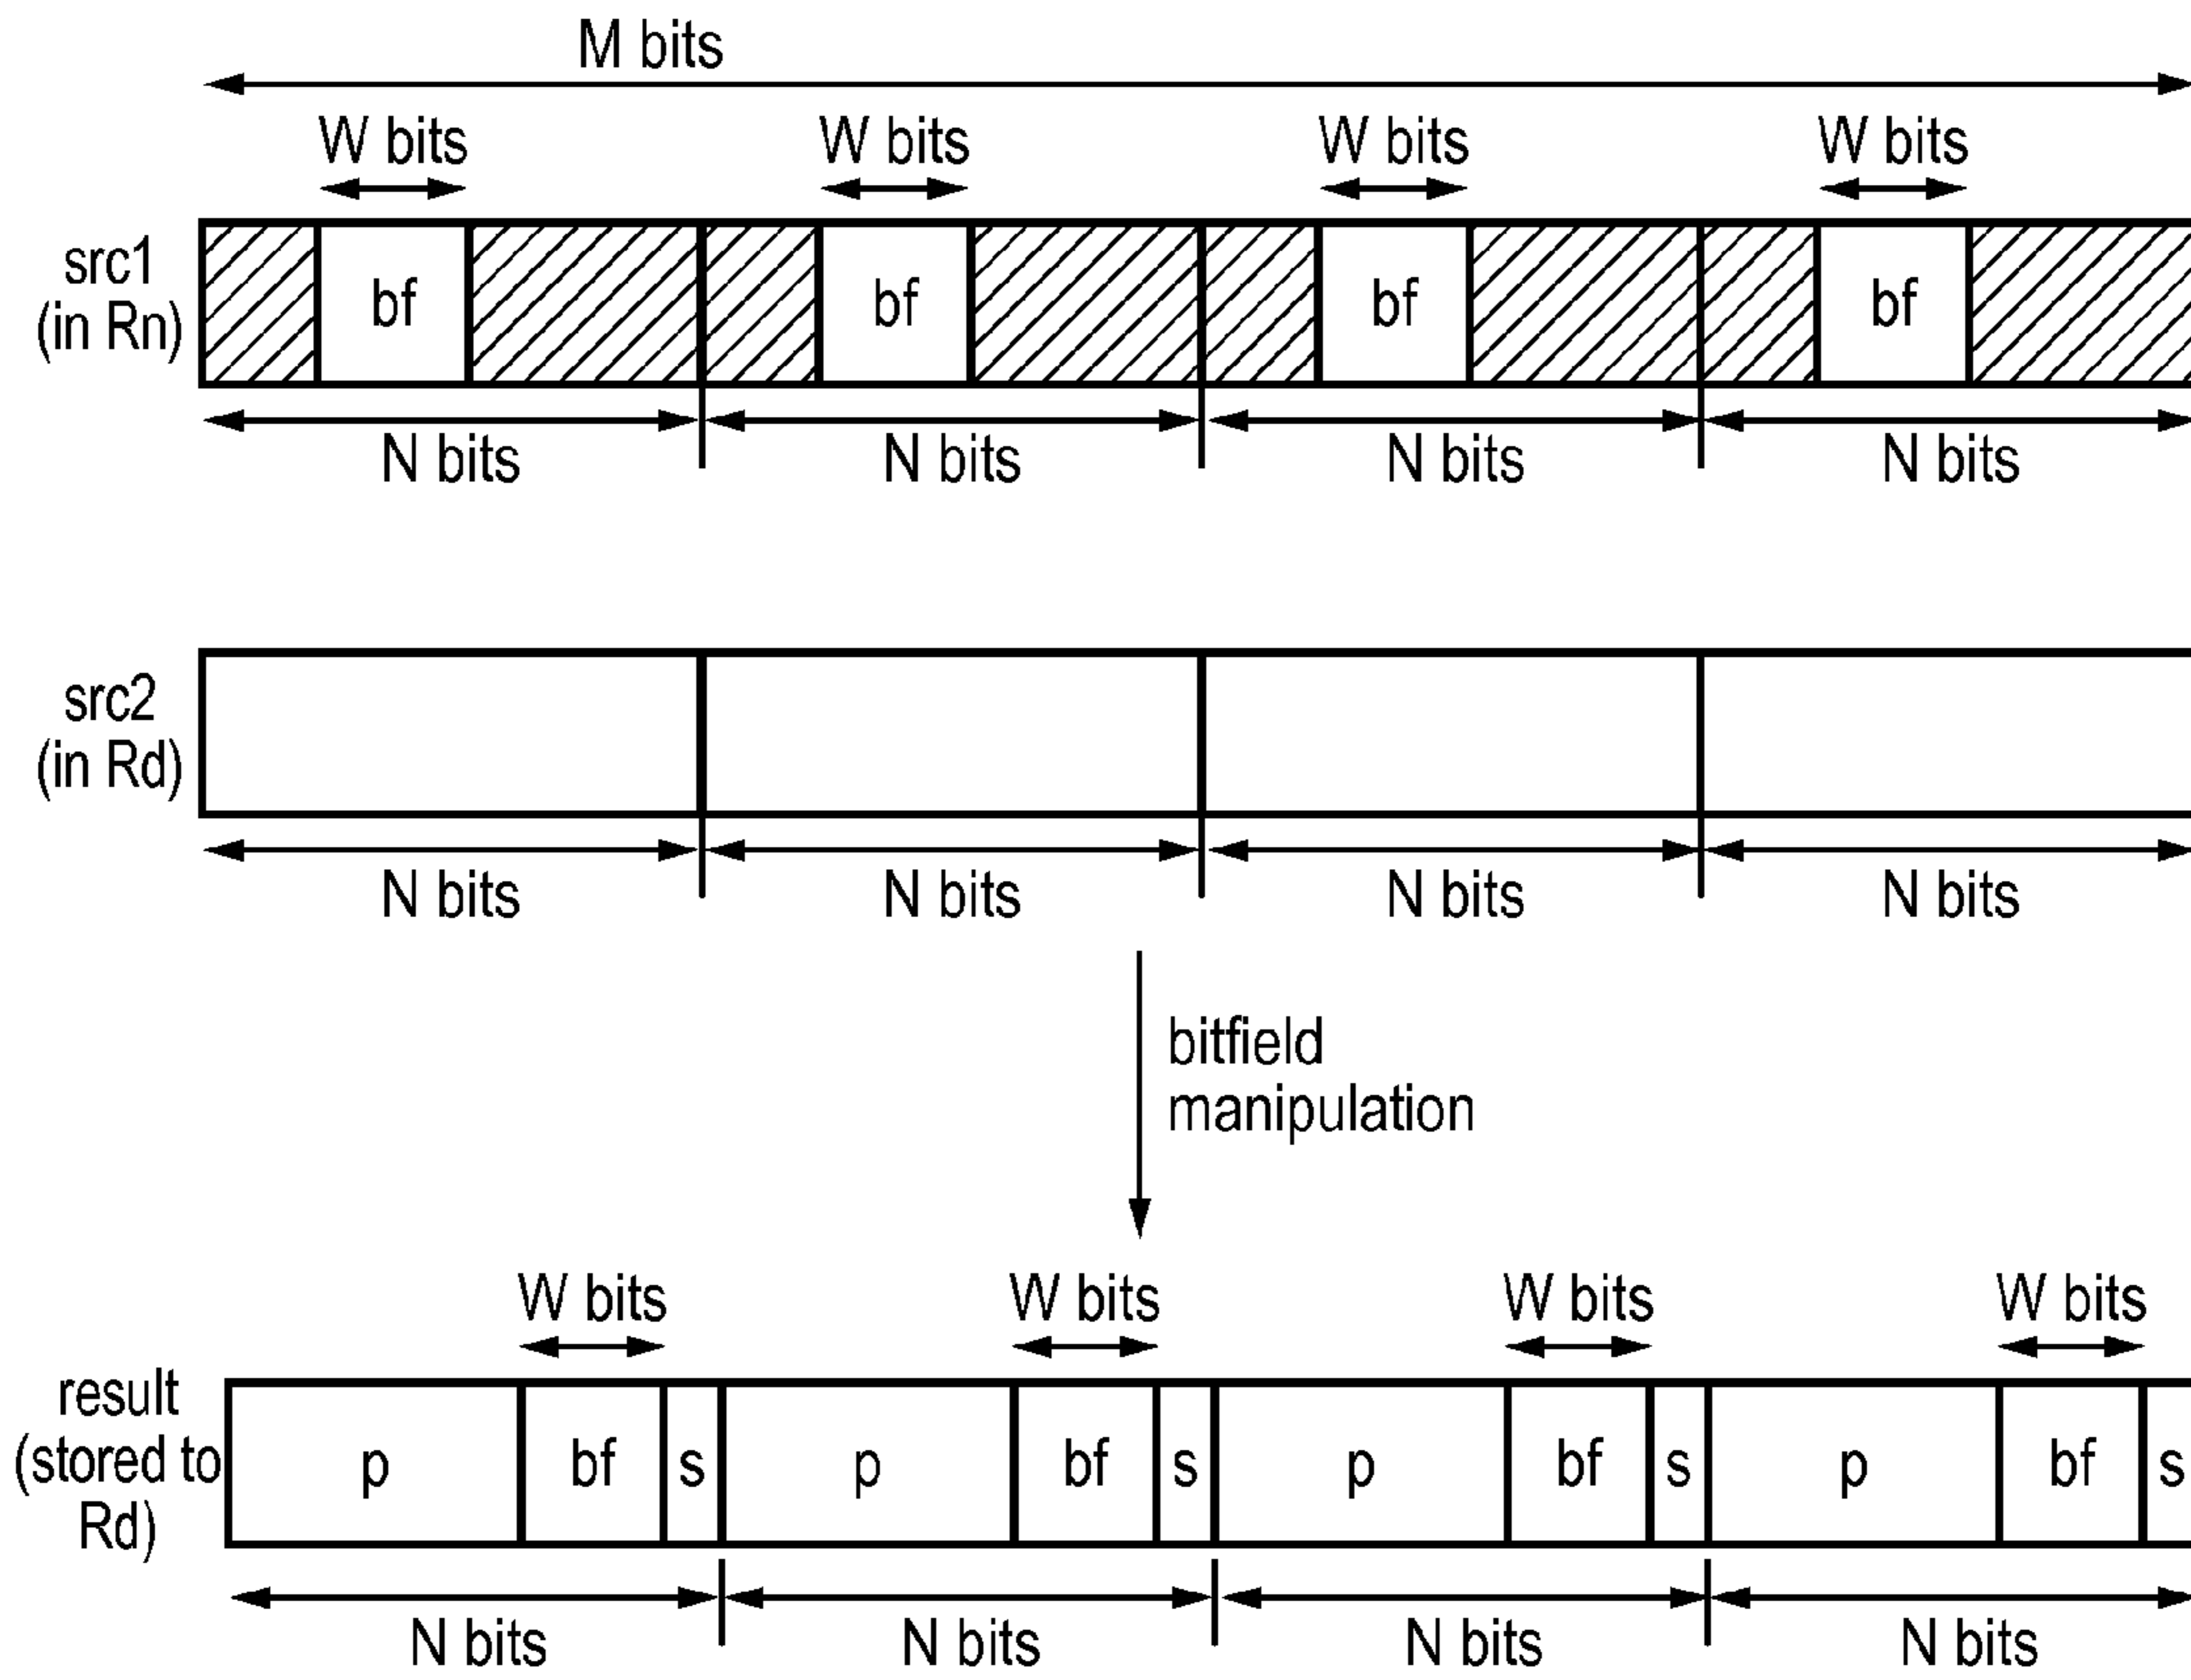 M bits
W bits W bits W bits W bits
src1
(in Rn)
bf bf bf bf
N bits N bits N bits N bits
src2
(in Rd)
N bits N bits N bits N bits
bitfield
manipulation
W bits W bits W bits W bits
result
(stored to
Rd)
p bf s p bf s p bf s p bf s
N bits N bits N bits N bits